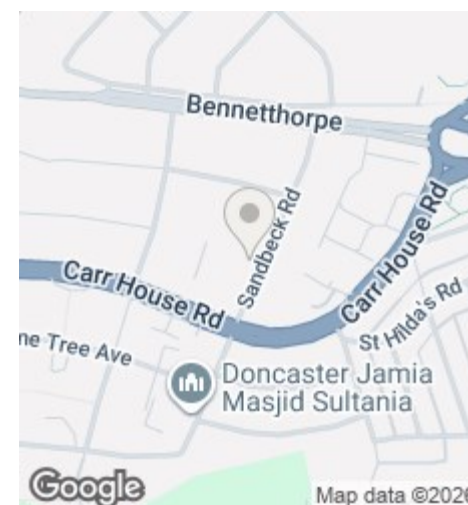 Bennetthorpe
Sandbeck Rd
Carr House Rd
Carr House Rd
St Hilda's Rd
ne Tree Ave
Doncaster Jamia
Masjid Sultania
Google
Map data ©2026